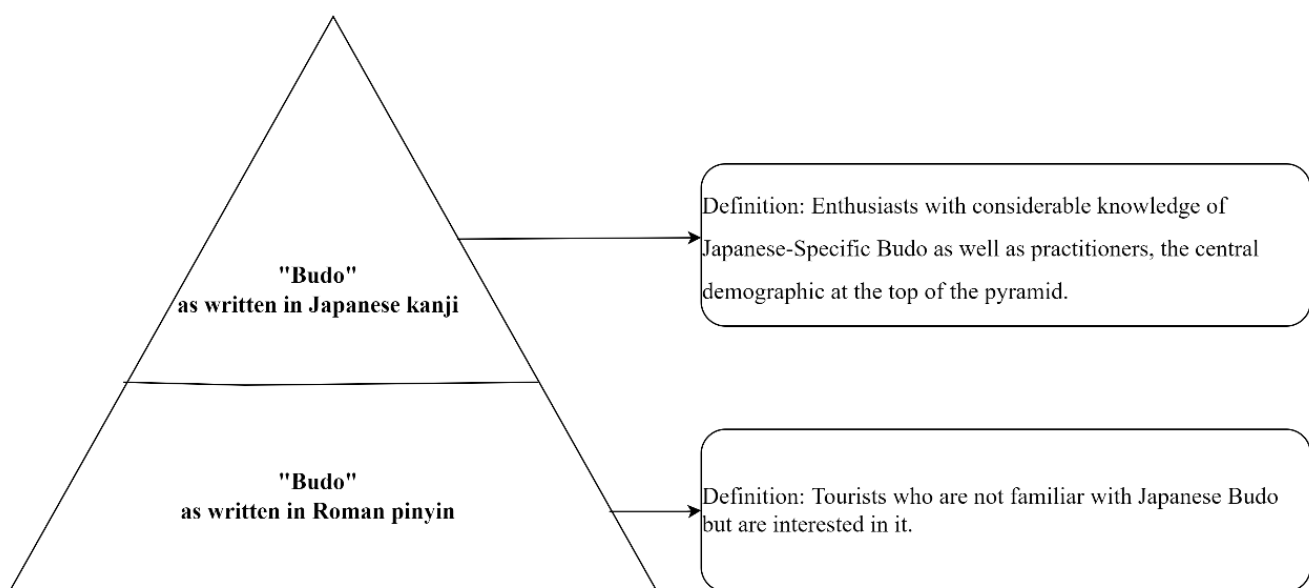 "Budo"
as written in Japanese kanji
Definition: Enthusiasts with considerable knowledge of
Japanese-Specific Budo as well as practitioners, the central
demographic at the top of the pyramid.
"Budo"
as written in Roman pinyin
Definition: Tourists who are not familiar with Japanese Budo
but are interested in it.